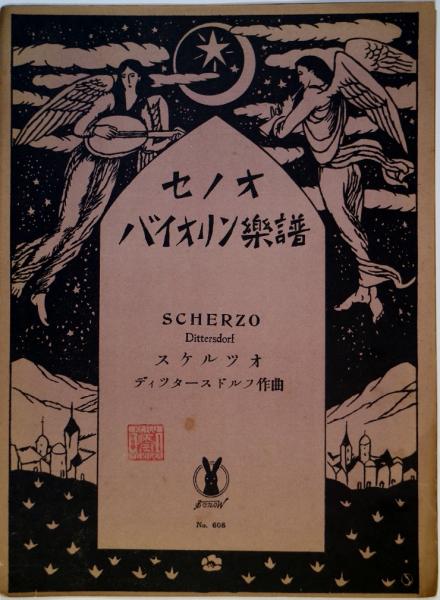 セノオ
バイオリン樂譜
SCHERZO
Dittersdorf
スケルツオ
ディツタースドルフ作曲
SENOW
No. 608